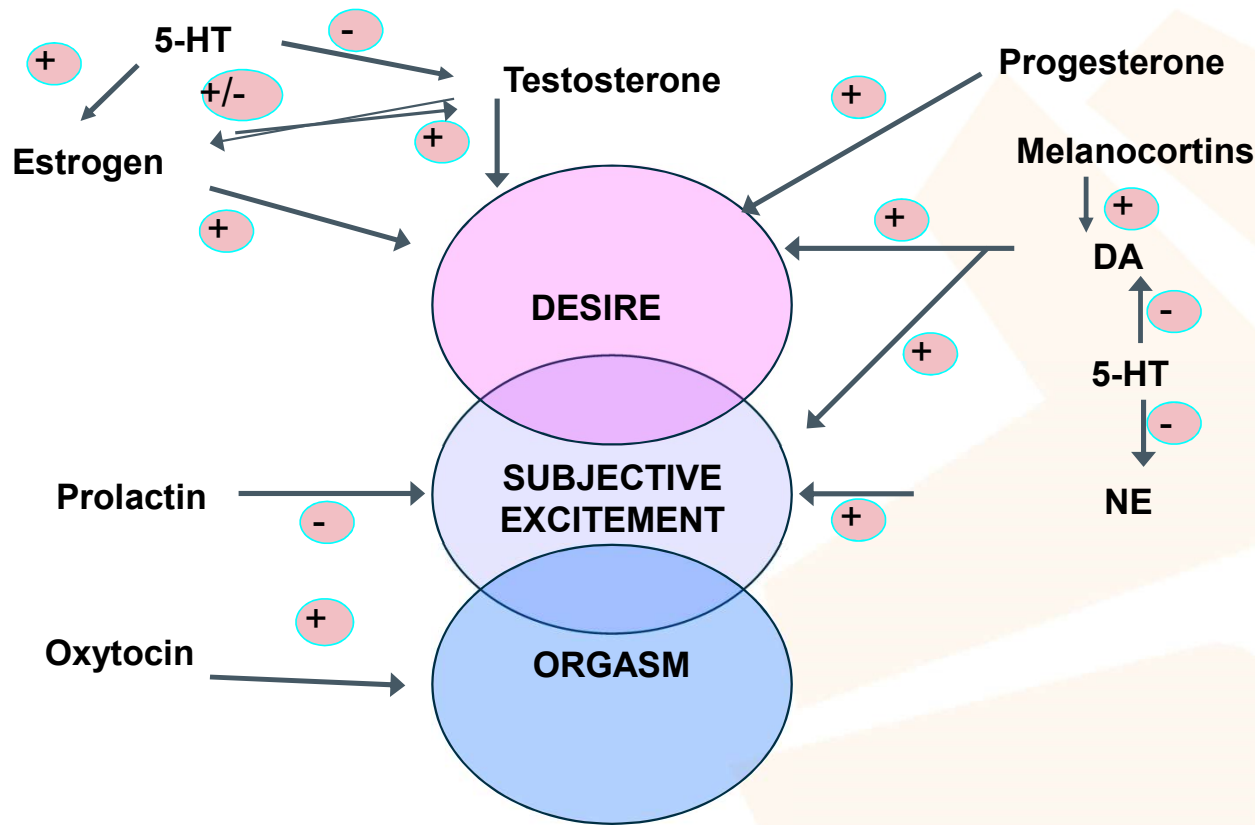 5-HT
-
+
+/-
Testosterone
Progesterone
+
+
Estrogen
Melanocortins
+
+
+
DA
DESIRE
-
+
5-HT
-
Prolactin
SUBJECTIVE
EXCITEMENT
NE
-
+
+
Oxytocin
ORGASM